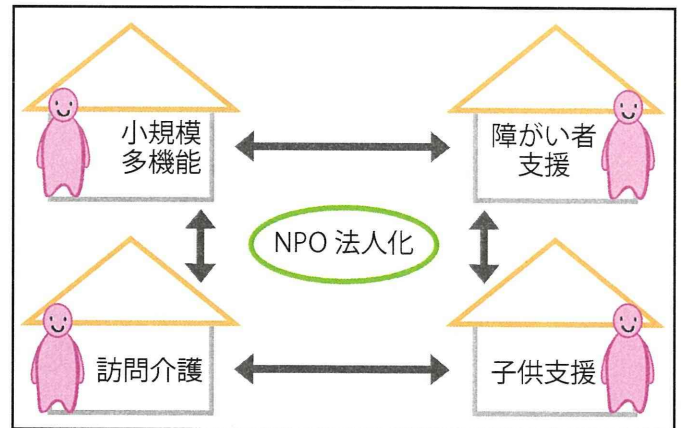 小規模
多機能
障がい者
支援
NPO 法人化
訪問介護
子供支援